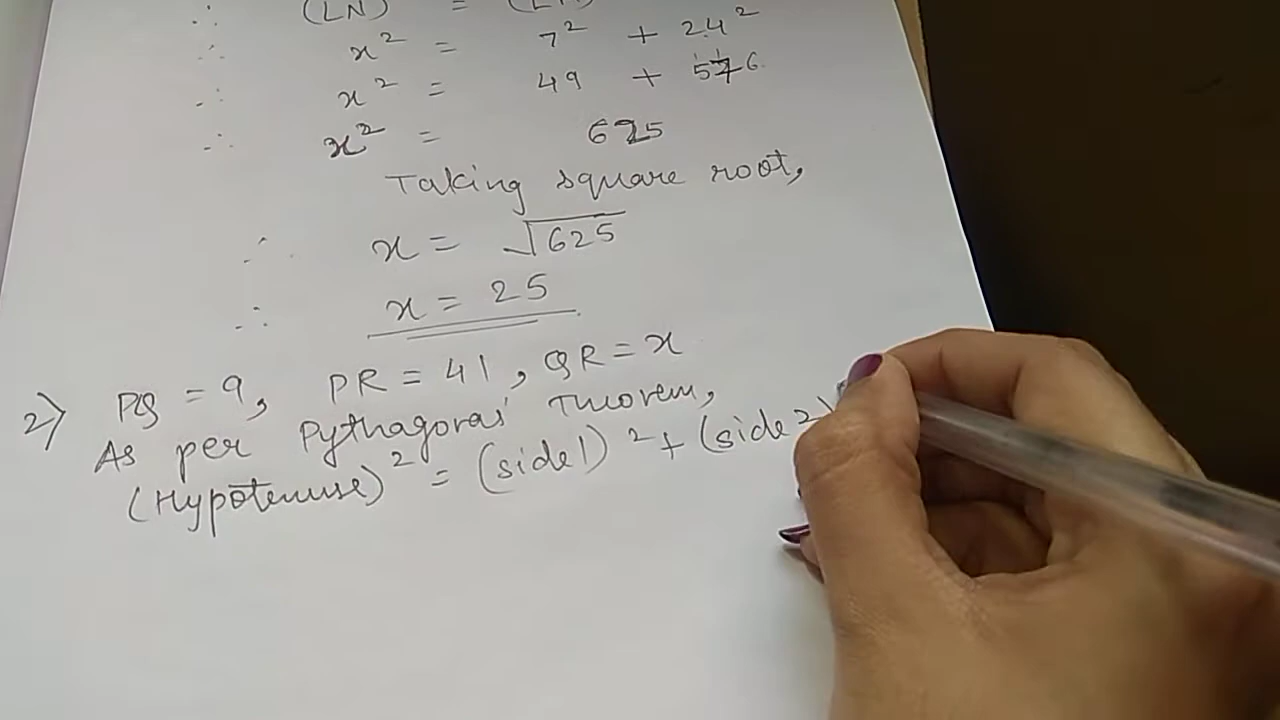 ∴ (LN) =
∴ x² = 7² + 24²
∴ x² = 49 + 576
∴ x² = 625
Taking square root,
∴ x = √625
∴ x = 25
2) PQ = 9, PR = 41, QR = x
As per Pythagoras' Theorem,
(Hypotenuse)² = (side1)² + (side2)